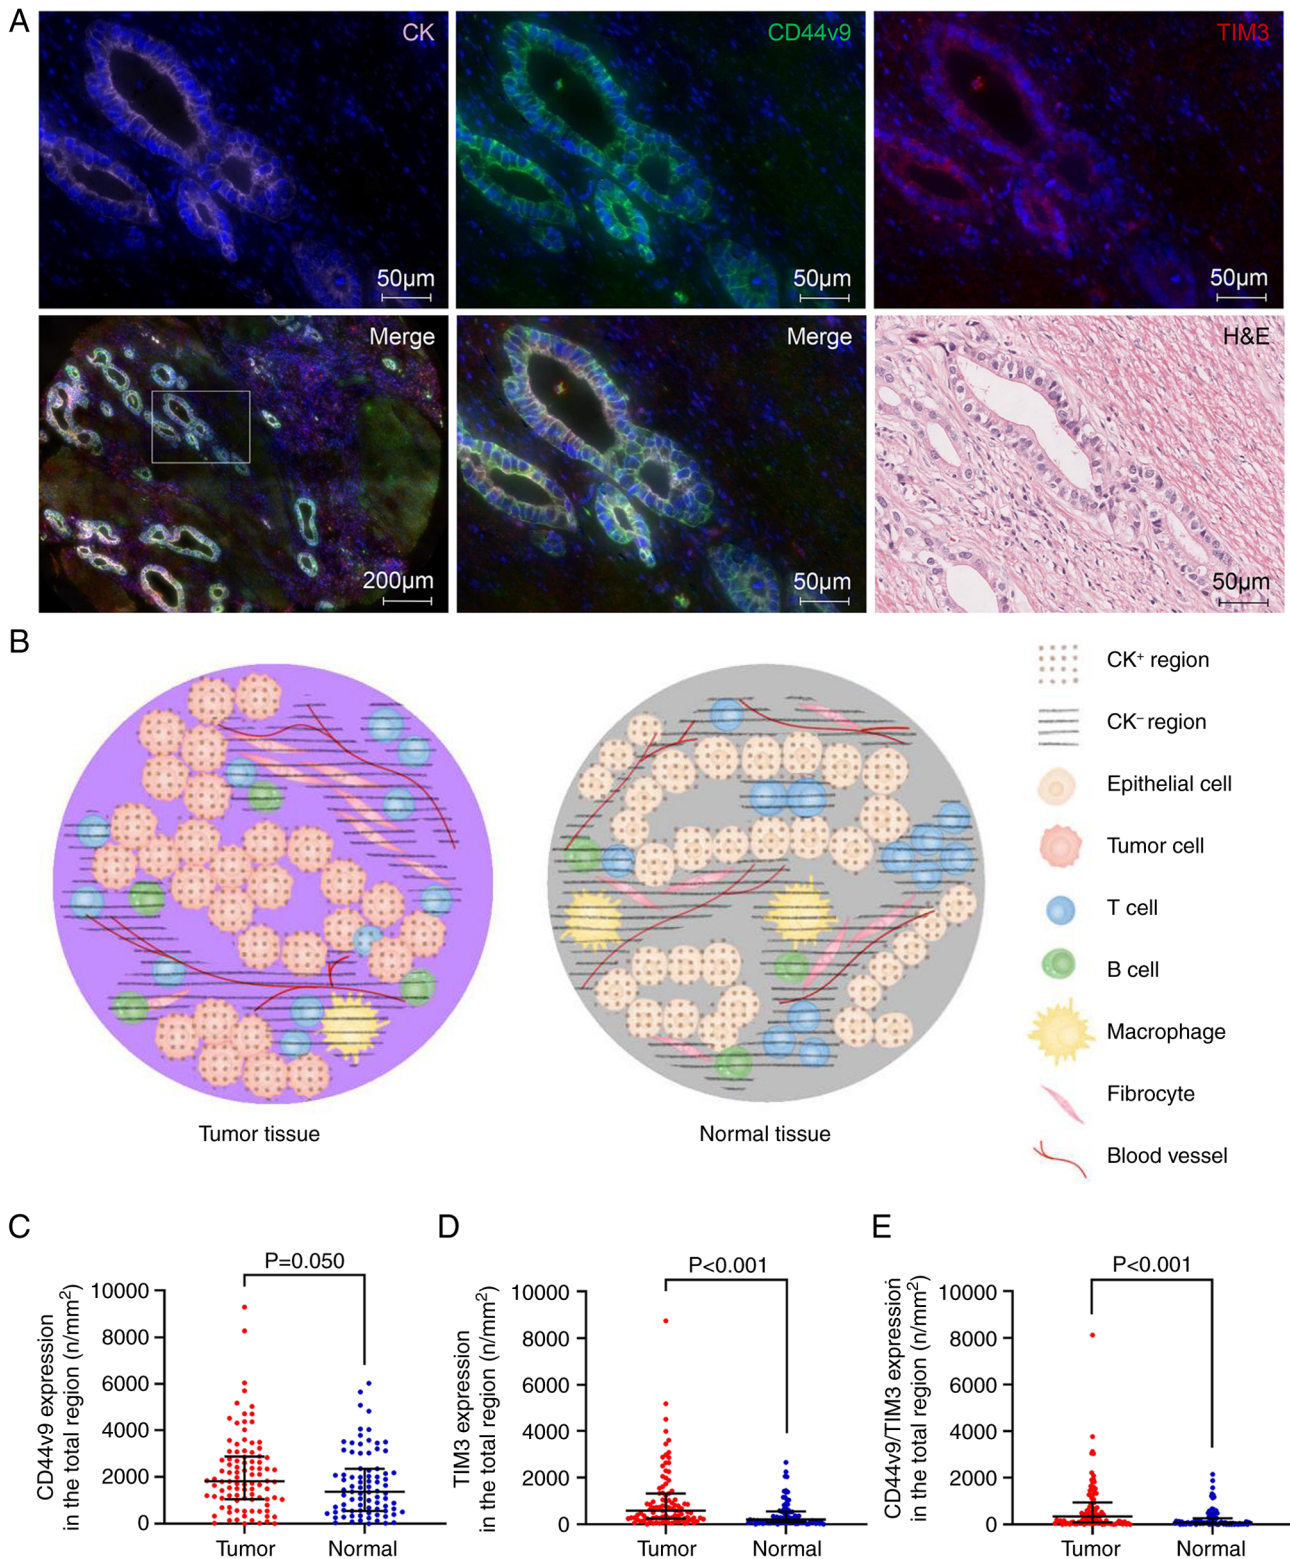 A
CK
CD44v9
TIM3
50μm
50μm
50μm
Merge
Merge
H&E
200μm
50μm
50μm
B
CK⁺ region
CK⁻ region
Epithelial cell
Tumor cell
T cell
B cell
Macrophage
Fibrocyte
Blood vessel
Tumor tissue
Normal tissue
C
P=0.050
CD44v9 expression
in the total region (n/mm²)
10000
8000
6000
4000
2000
0
Tumor
Normal
D
P<0.001
TIM3 expression
in the total region (n/mm²)
10000
8000
6000
4000
2000
0
Tumor
Normal
E
P<0.001
CD44v9/TIM3 expression
in the total region (n/mm²)
10000
8000
6000
4000
2000
0
Tumor
Normal